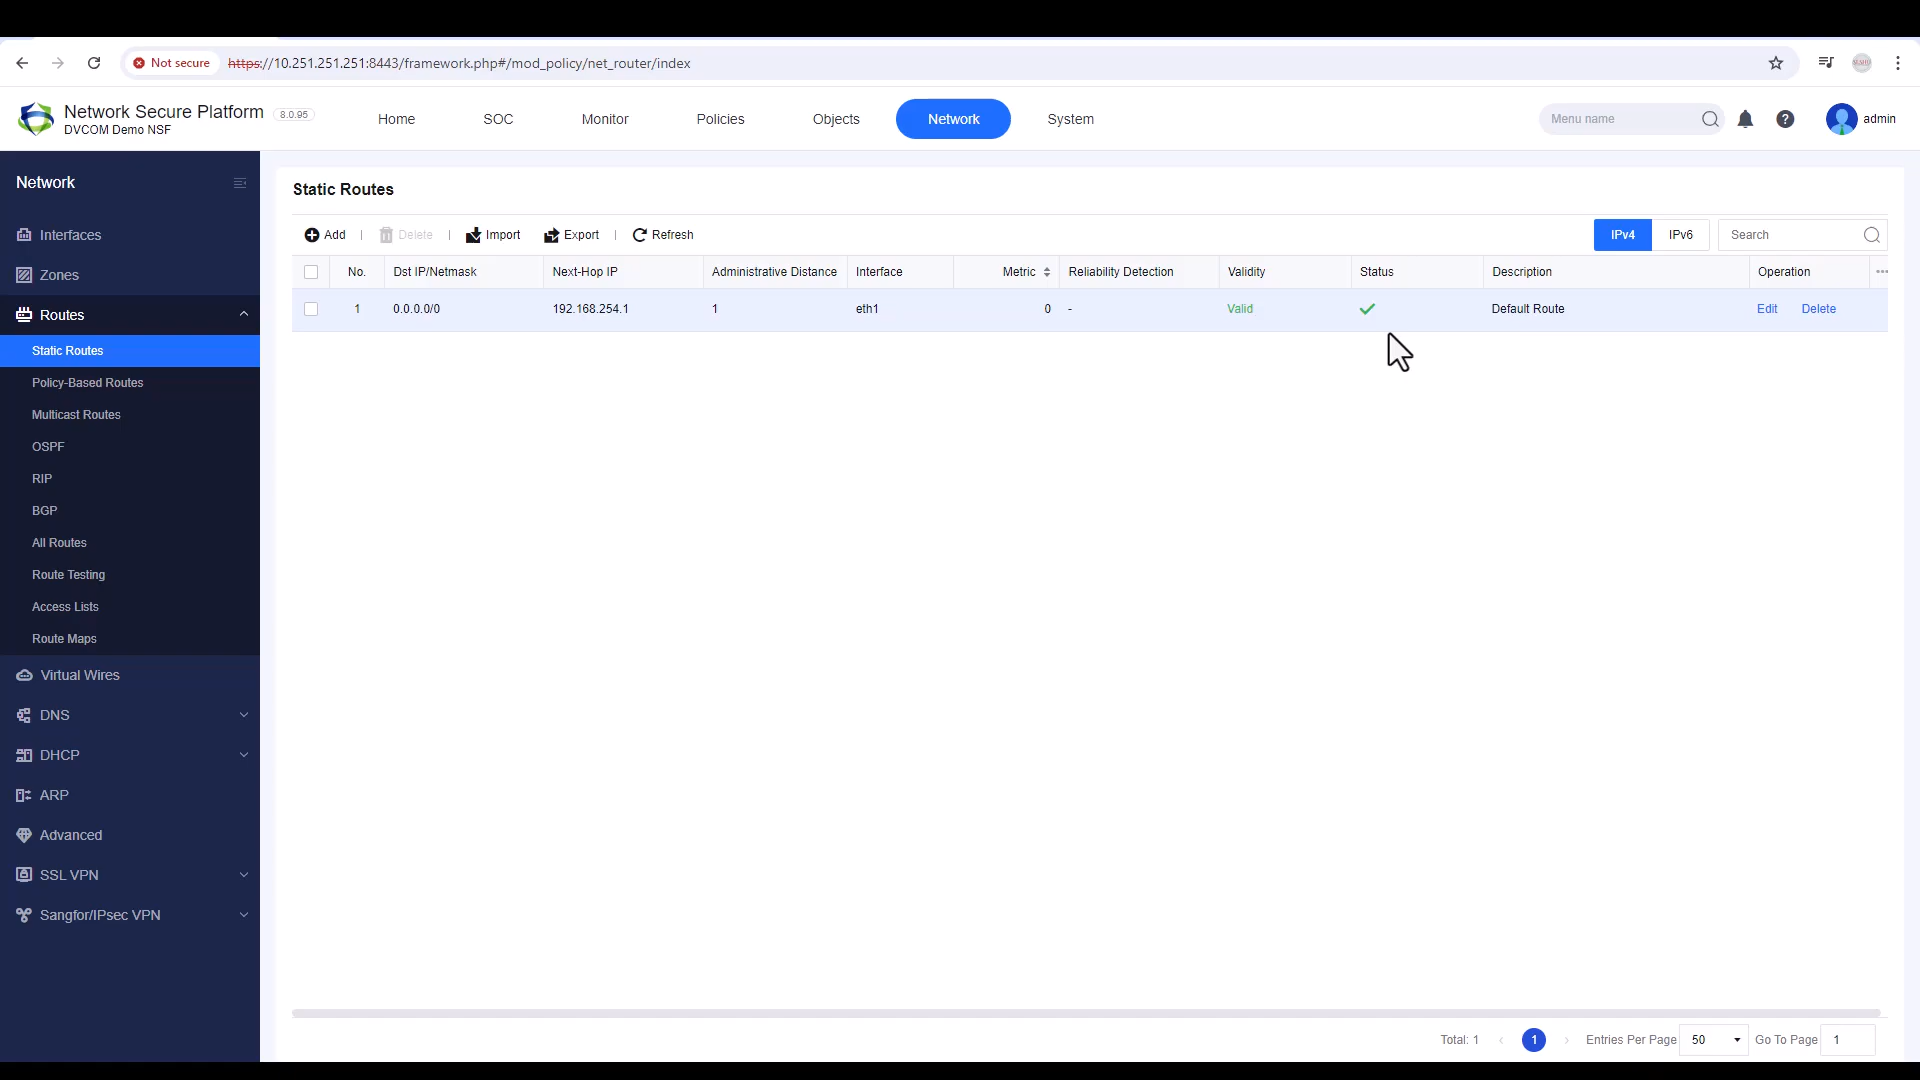 Not secure https://10.251.251.251:8443/framework.php#/mod_policy/net_router/index
Network Secure Platform 8.0.95
DVCOM Demo NSF
Home SOC Monitor Policies Objects Network System
Menu name
? admin
Network
Interfaces
Zones
Routes
Static Routes
Policy-Based Routes
Multicast Routes
OSPF
RIP
BGP
All Routes
Route Testing
Access Lists
Route Maps
Virtual Wires
DNS
DHCP
ARP
Advanced
SSL VPN
Sangfor/IPsec VPN
Static Routes
Add | Delete | Import Export | Refresh
IPv4 IPv6 Search
No. Dst IP/Netmask Next-Hop IP Administrative Distance Interface Metric Reliability Detection Validity Status Description Operation
1 0.0.0.0/0 192.168.254.1 1 eth1 0 - Valid Default Route Edit Delete
Total: 1 1 Entries Per Page 50 Go To Page 1